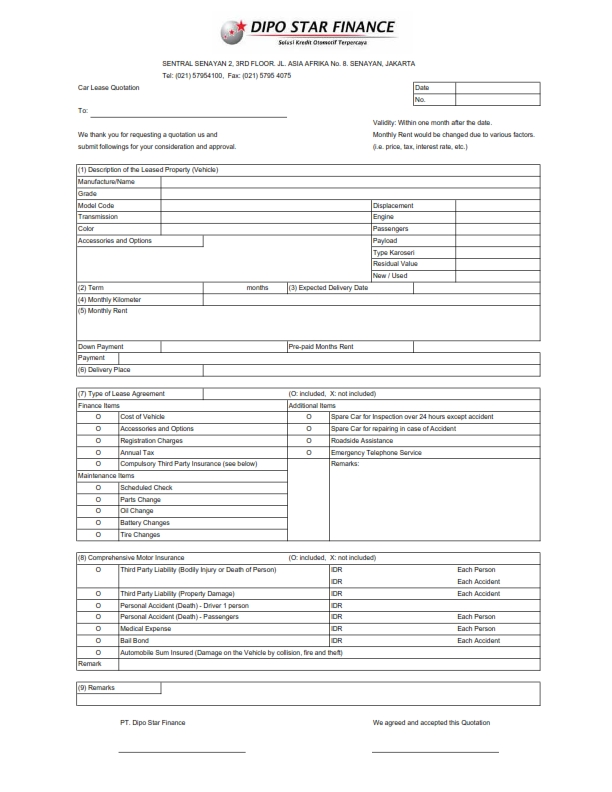 DIPO STAR FINANCE
Solusi Kredit Otomotif Terpercaya
SENTRAL SENAYAN 2, 3RD FLOOR. JL. ASIA AFRIKA No. 8. SENAYAN, JAKARTA
Tel: (021) 57954100, Fax: (021) 5795 4075
Car Lease Quotation
Date
No.
To:
Validity: Within one month after the date.
We thank you for requesting a quotation us and
Monthly Rent would be changed due to various factors.
submit followings for your consideration and approval.
(i.e. price, tax, interest rate, etc.)
(1) Description of the Leased Property (Vehicle)
Manufacture/Name
Grade
Model Code Displacement
Transmission Engine
Color Passengers
Accessories and Options Payload
Type Karoseri
Residual Value
New / Used
(2) Term months (3) Expected Delivery Date
(4) Monthly Kilometer
(5) Monthly Rent
Down Payment Pre-paid Months Rent
Payment
(6) Delivery Place
(7) Type of Lease Agreement (O: included, X: not included)
Finance Items Additional Items
O Cost of Vehicle O Spare Car for Inspection over 24 hours except accident
O Accessories and Options O Spare Car for repairing in case of Accident
O Registration Charges O Roadside Assistance
O Annual Tax O Emergency Telephone Service
O Compulsory Third Party Insurance (see below) Remarks:
Maintenance Items
O Scheduled Check
O Parts Change
O Oil Change
O Battery Changes
O Tire Changes
(8) Comprehensive Motor Insurance (O: included, X: not included)
O Third Party Liability (Bodily Injury or Death of Person) IDR Each Person
IDR Each Accident
O Third Party Liability (Property Damage) IDR Each Accident
O Personal Accident (Death) - Driver 1 person IDR
O Personal Accident (Death) - Passengers IDR Each Person
O Medical Expense IDR Each Person
O Bail Bond IDR Each Accident
O Automobile Sum Insured (Damage on the Vehicle by collision, fire and theft)
Remark
(9) Remarks
PT. Dipo Star Finance We agreed and accepted this Quotation